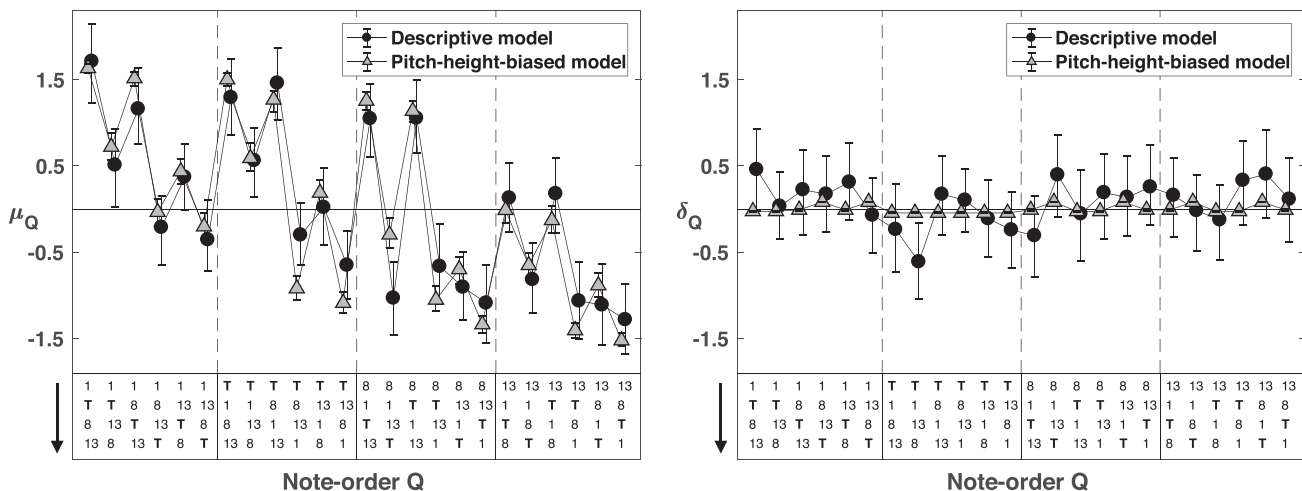 Descriptive model
Pitch-height-biased model
1.5
0.5
μQ
-0.5
-1.5
1 1 1 1 1 1 T T T T T T 8 8 8 8 8 8 13 13 13 13 13 13
T T 8 8 13 13 1 1 8 8 13 13 1 1 T T 13 13 1 1 T T 8 8
8 13 T 13 T 8 8 13 1 13 1 8 T 13 1 13 1 T T 8 1 8 1 T
13 8 13 T 8 T 13 8 13 1 8 1 13 T 13 1 T 1 8 T 8 1 T 1
Note-order Q
Descriptive model
Pitch-height-biased model
1.5
0.5
δQ
-0.5
-1.5
1 1 1 1 1 1 T T T T T T 8 8 8 8 8 8 13 13 13 13 13 13
T T 8 8 13 13 1 1 8 8 13 13 1 1 T T 13 13 1 1 T T 8 8
8 13 T 13 T 8 8 13 1 13 1 8 T 13 1 13 1 T T 8 1 8 1 T
13 8 13 T 8 T 13 8 13 1 8 1 13 T 13 1 T 1 8 T 8 1 T 1
Note-order Q